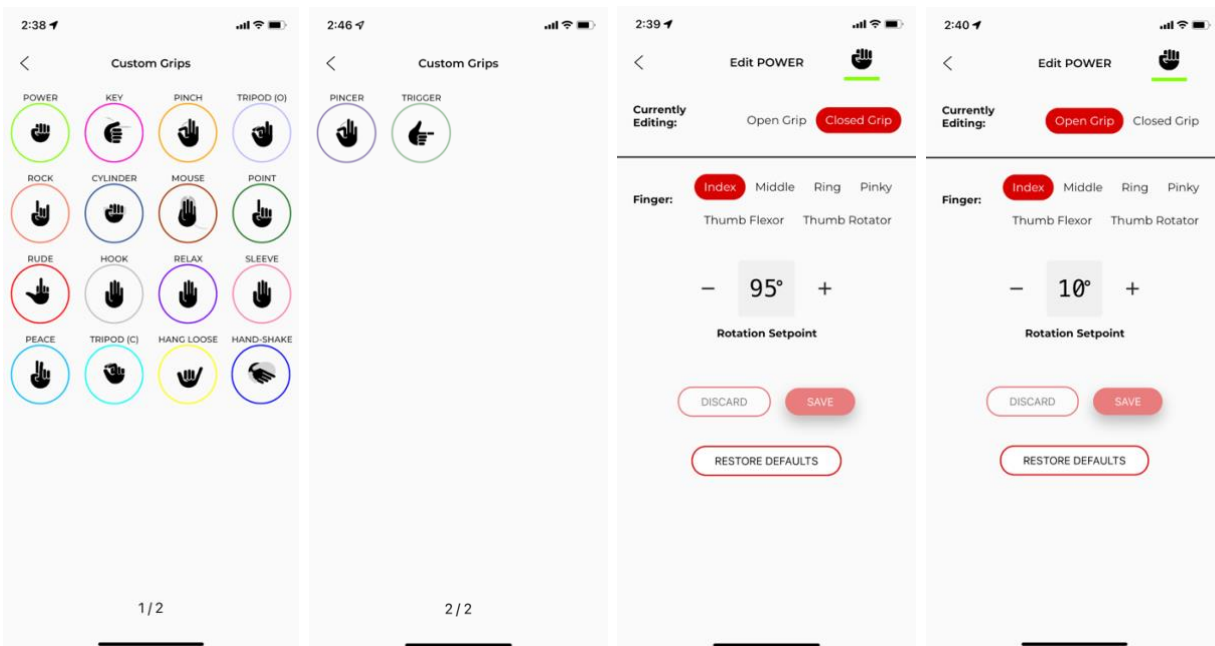 2:38
Custom Grips
POWER KEY PINCH TRIPOD (O)
ROCK CYLINDER MOUSE POINT
RUDE HOOK RELAX SLEEVE
PEACE TRIPOD (C) HANG LOOSE HAND-SHAKE
1 / 2
2:46
Custom Grips
PINCER TRIGGER
2 / 2
2:39
Edit POWER
Currently
Editing:
Open Grip Closed Grip
Finger:
Index Middle Ring Pinky
Thumb Flexor Thumb Rotator
− 95° +
Rotation Setpoint
DISCARD SAVE
RESTORE DEFAULTS
2:40
Edit POWER
Currently
Editing:
Open Grip Closed Grip
Finger:
Index Middle Ring Pinky
Thumb Flexor Thumb Rotator
− 10° +
Rotation Setpoint
DISCARD SAVE
RESTORE DEFAULTS